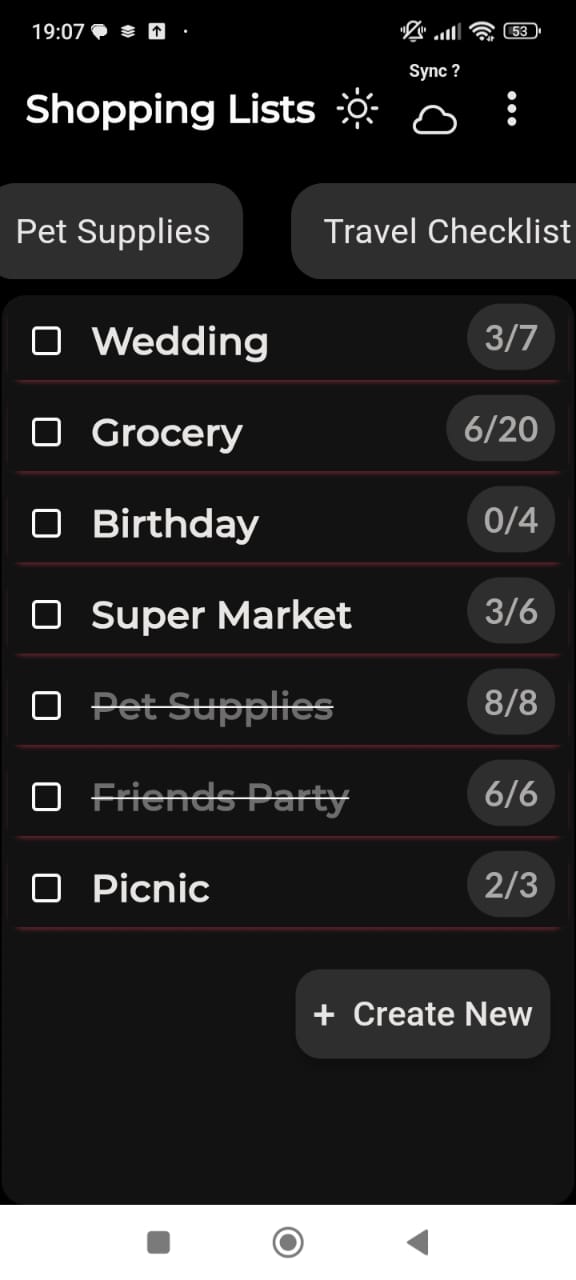 19:07
53
Sync ?
Shopping Lists
Pet Supplies Travel Checklist
Wedding 3/7
Grocery 6/20
Birthday 0/4
Super Market 3/6
Pet Supplies 8/8
Friends Party 6/6
Picnic 2/3
+ Create New